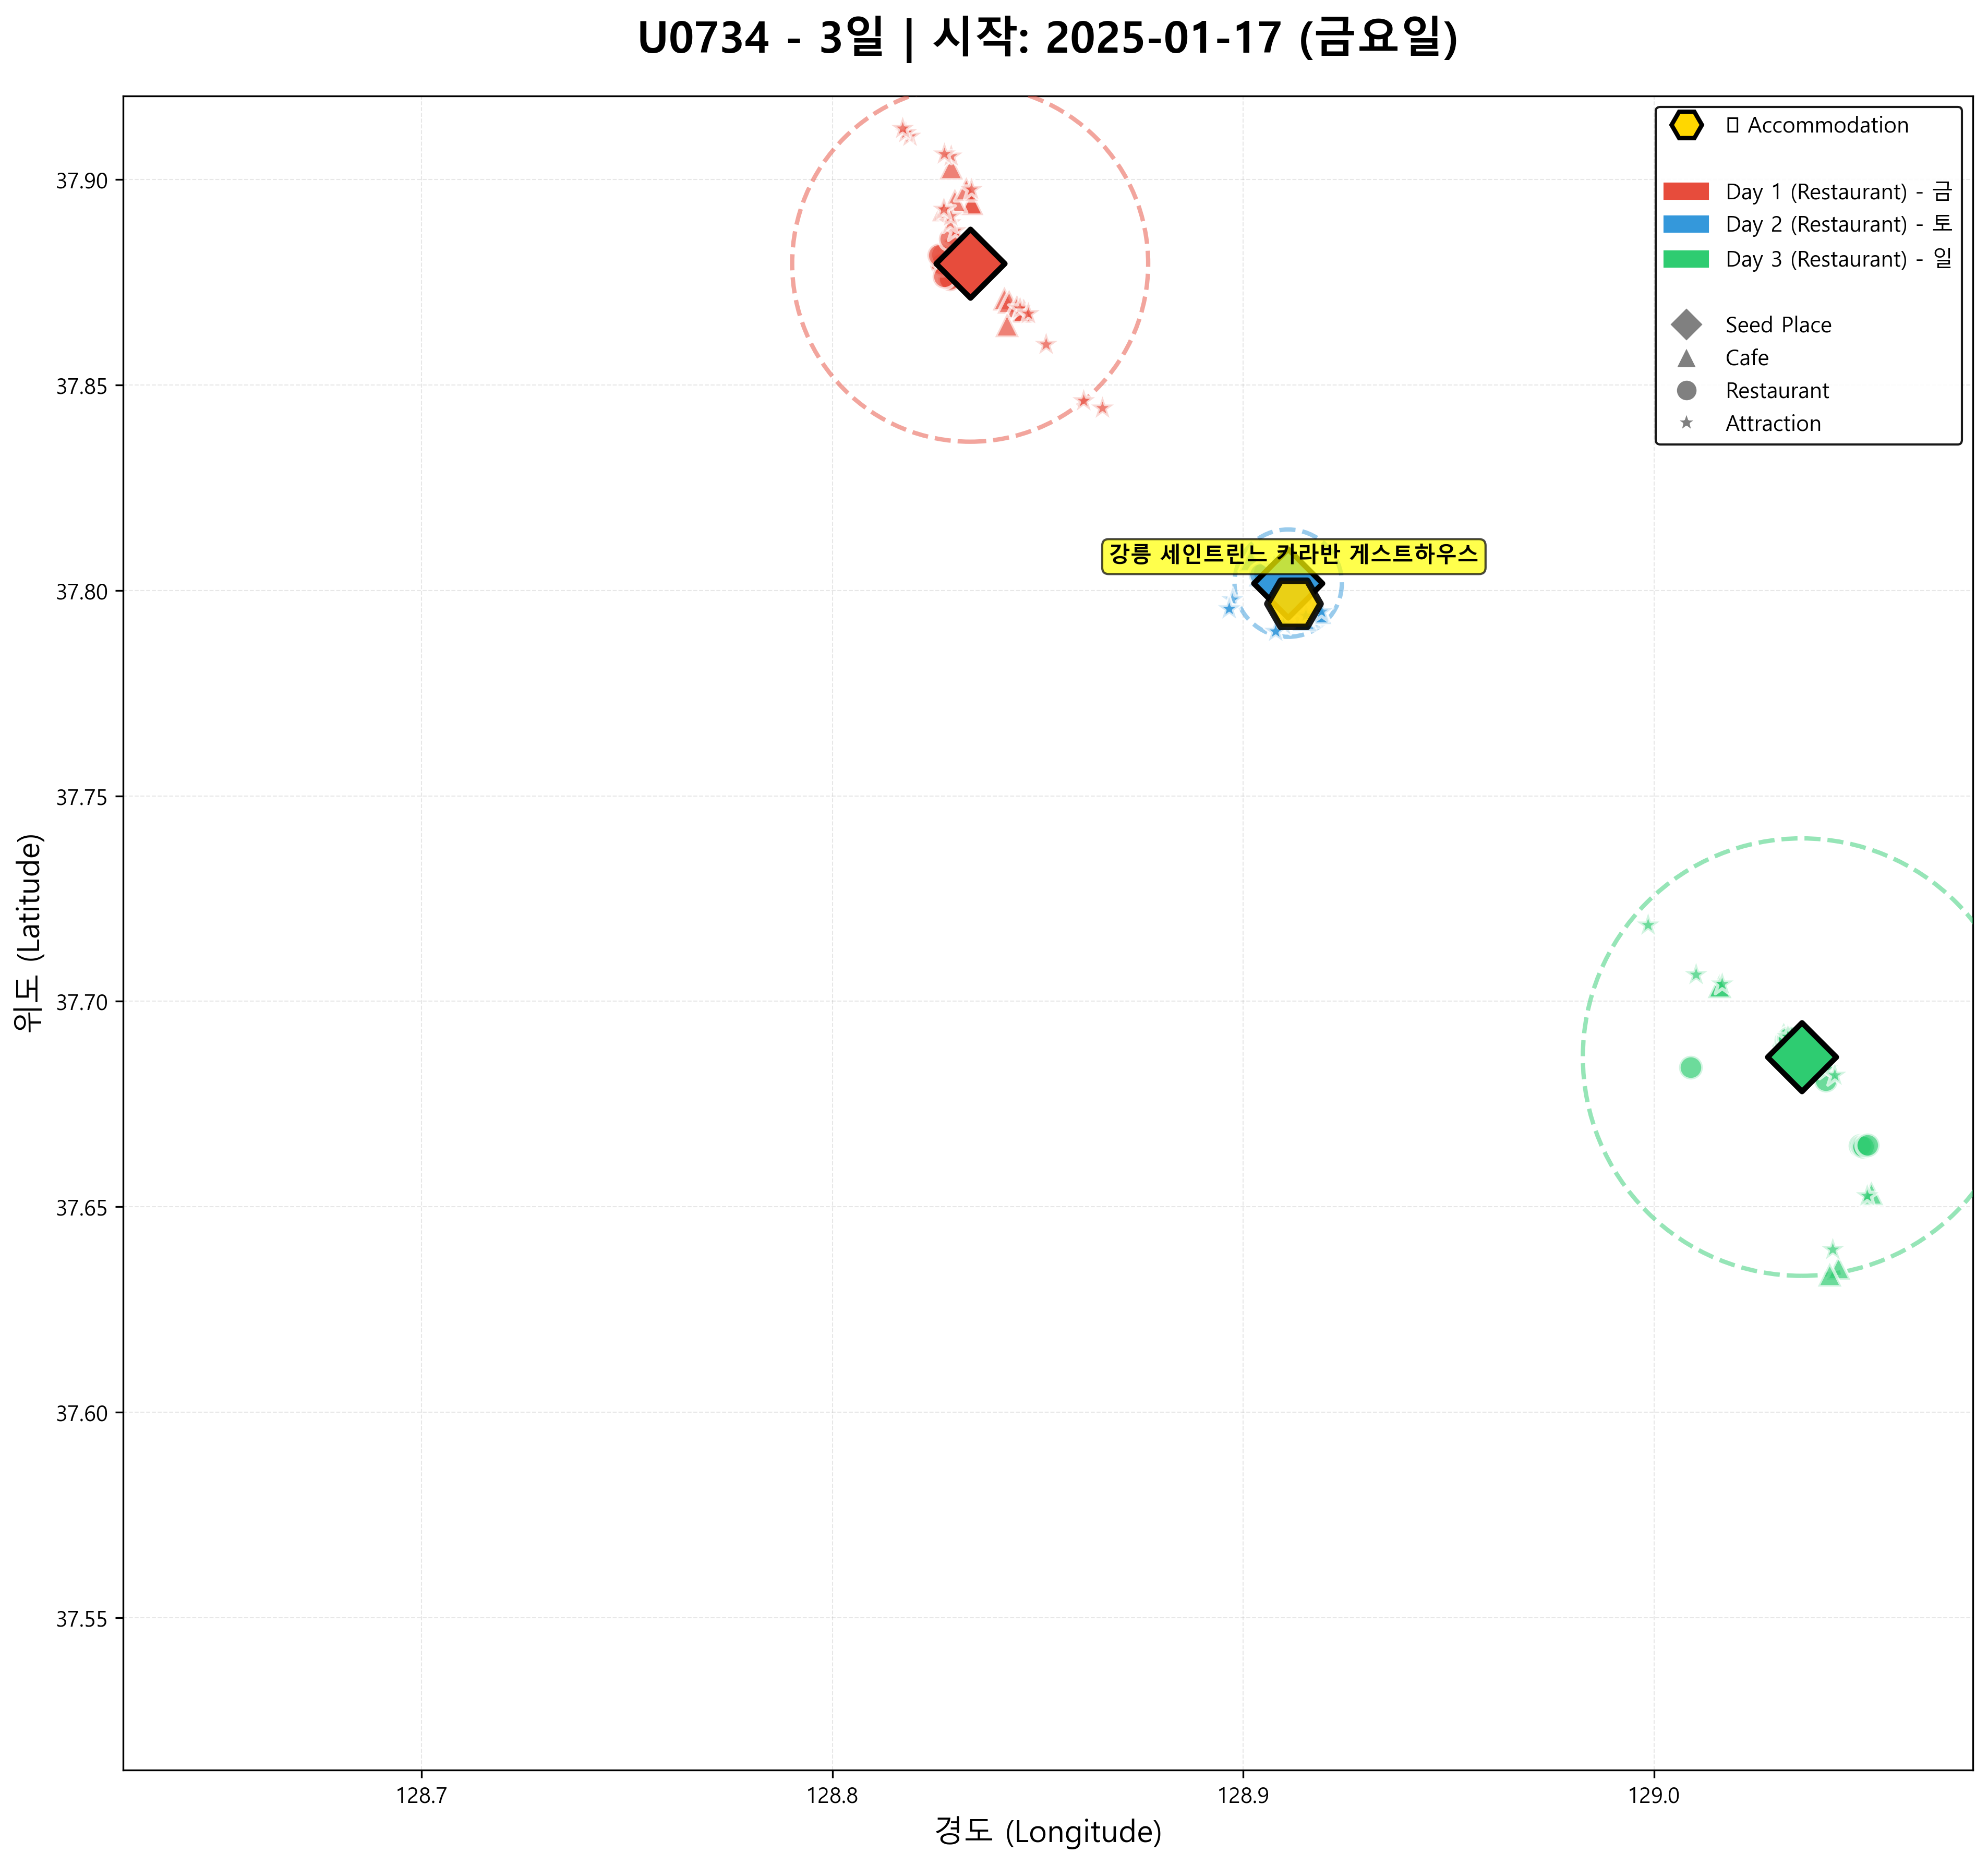 U0734 - 3일 | 시작: 2025-01-17 (금요일)
▯ Accommodation
Day 1 (Restaurant) - 금
Day 2 (Restaurant) - 토
Day 3 (Restaurant) - 일
Seed Place
Cafe
Restaurant
Attraction
강릉 세인트린느 카라반 게스트하우스
위도 (Latitude)
37.90
37.85
37.80
37.75
37.70
37.65
37.60
37.55
128.7
128.8
128.9
129.0
경도 (Longitude)